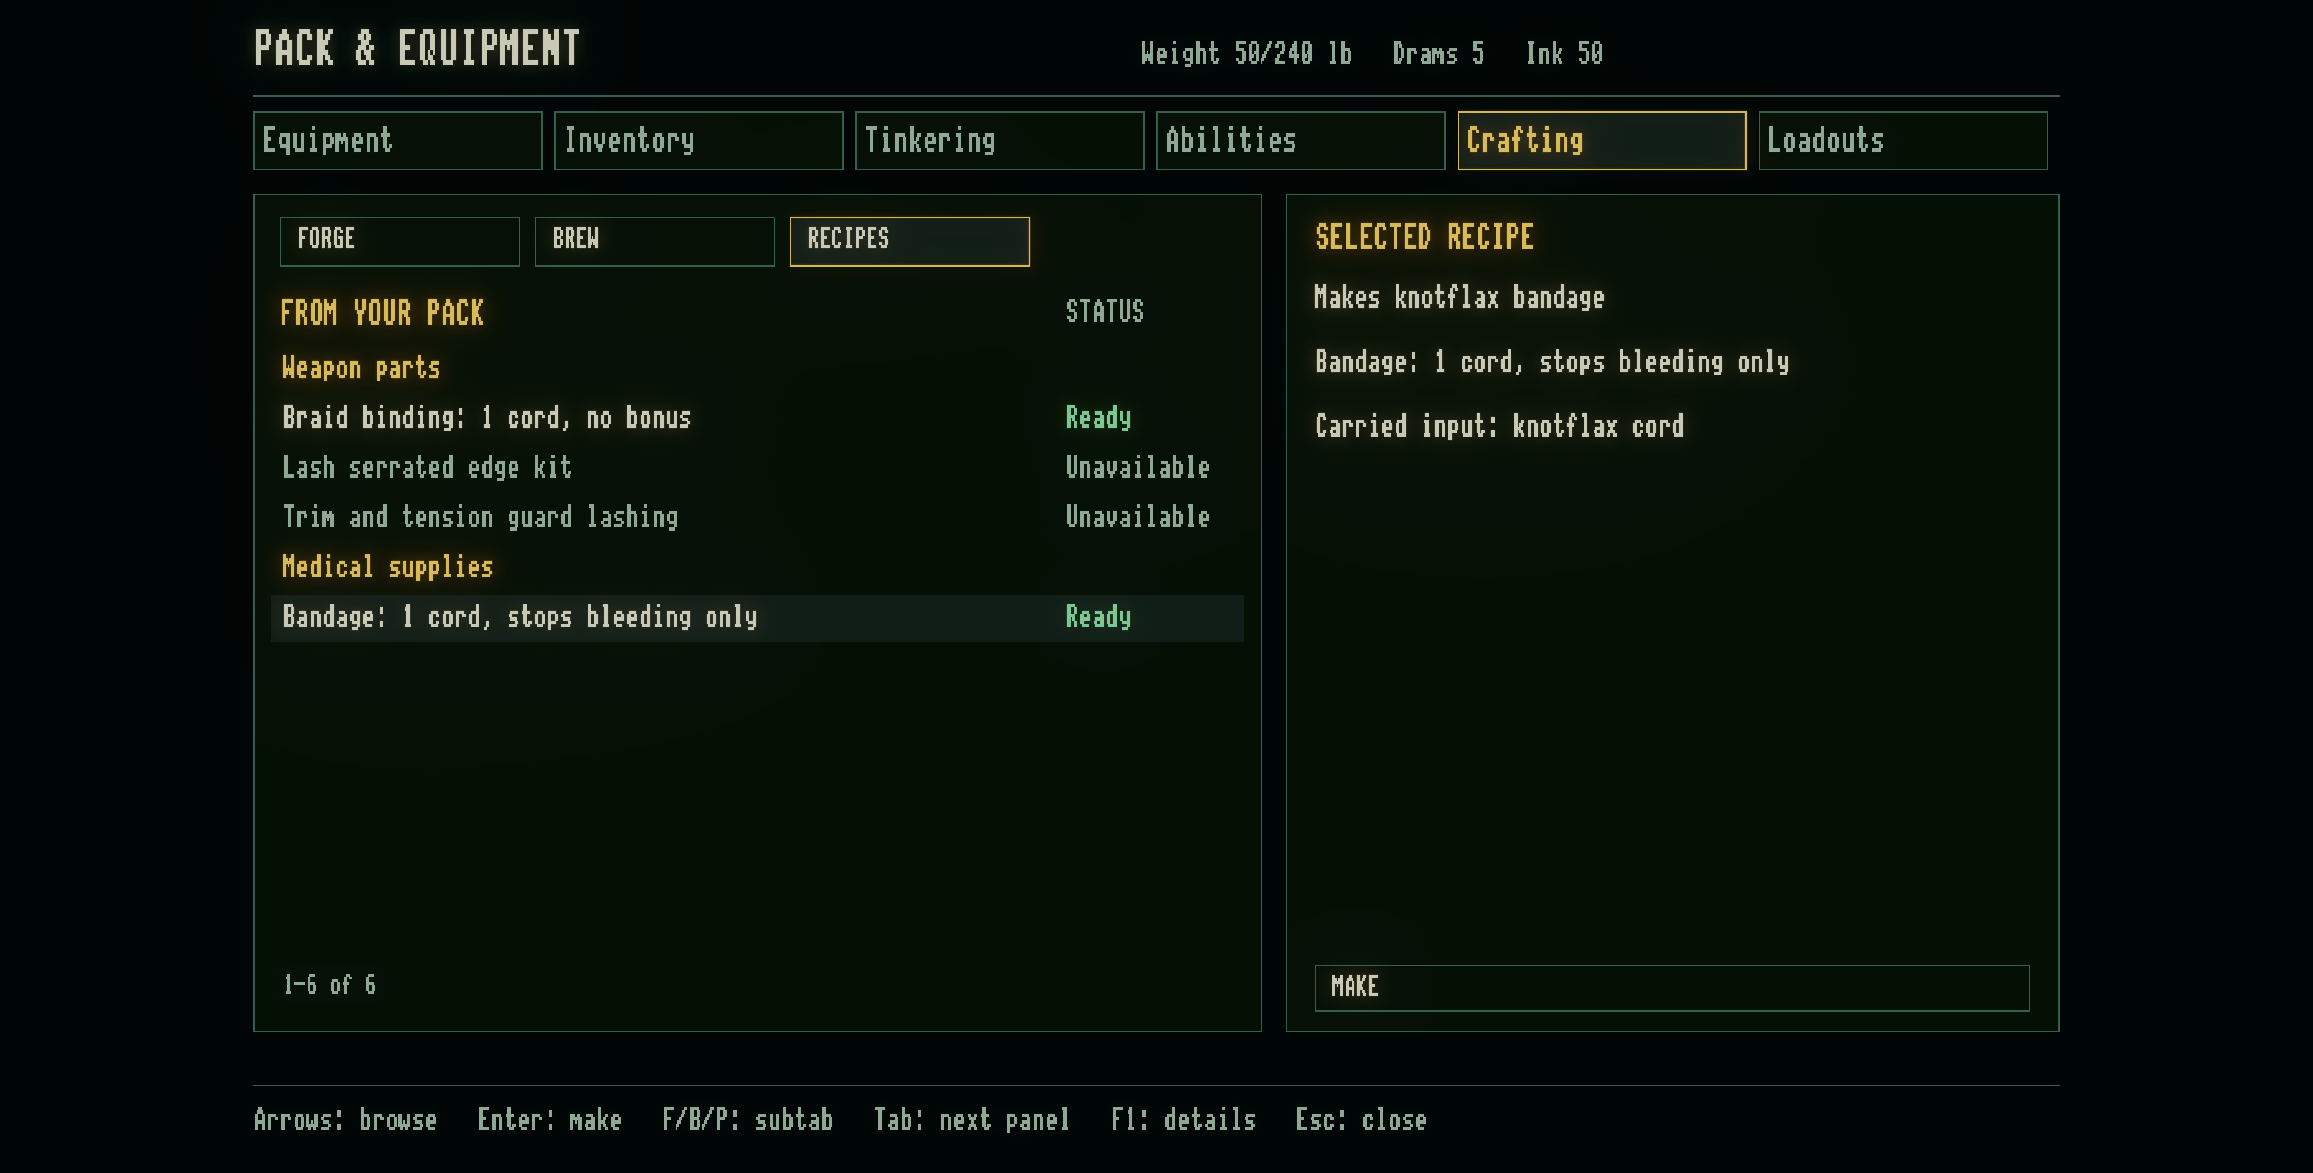 PACK & EQUIPMENT
Weight 50/240 lb Drams 5 Ink 50
Equipment Inventory Tinkering Abilities Crafting Loadouts
FORGE BREW RECIPES
FROM YOUR PACK STATUS
Weapon parts
Braid binding: 1 cord, no bonus Ready
Lash serrated edge kit Unavailable
Trim and tension guard lashing Unavailable
Medical supplies
Bandage: 1 cord, stops bleeding only Ready
1-6 of 6
SELECTED RECIPE
Makes knotflax bandage
Bandage: 1 cord, stops bleeding only
Carried input: knotflax cord
MAKE
Arrows: browse Enter: make F/B/P: subtab Tab: next panel F1: details Esc: close